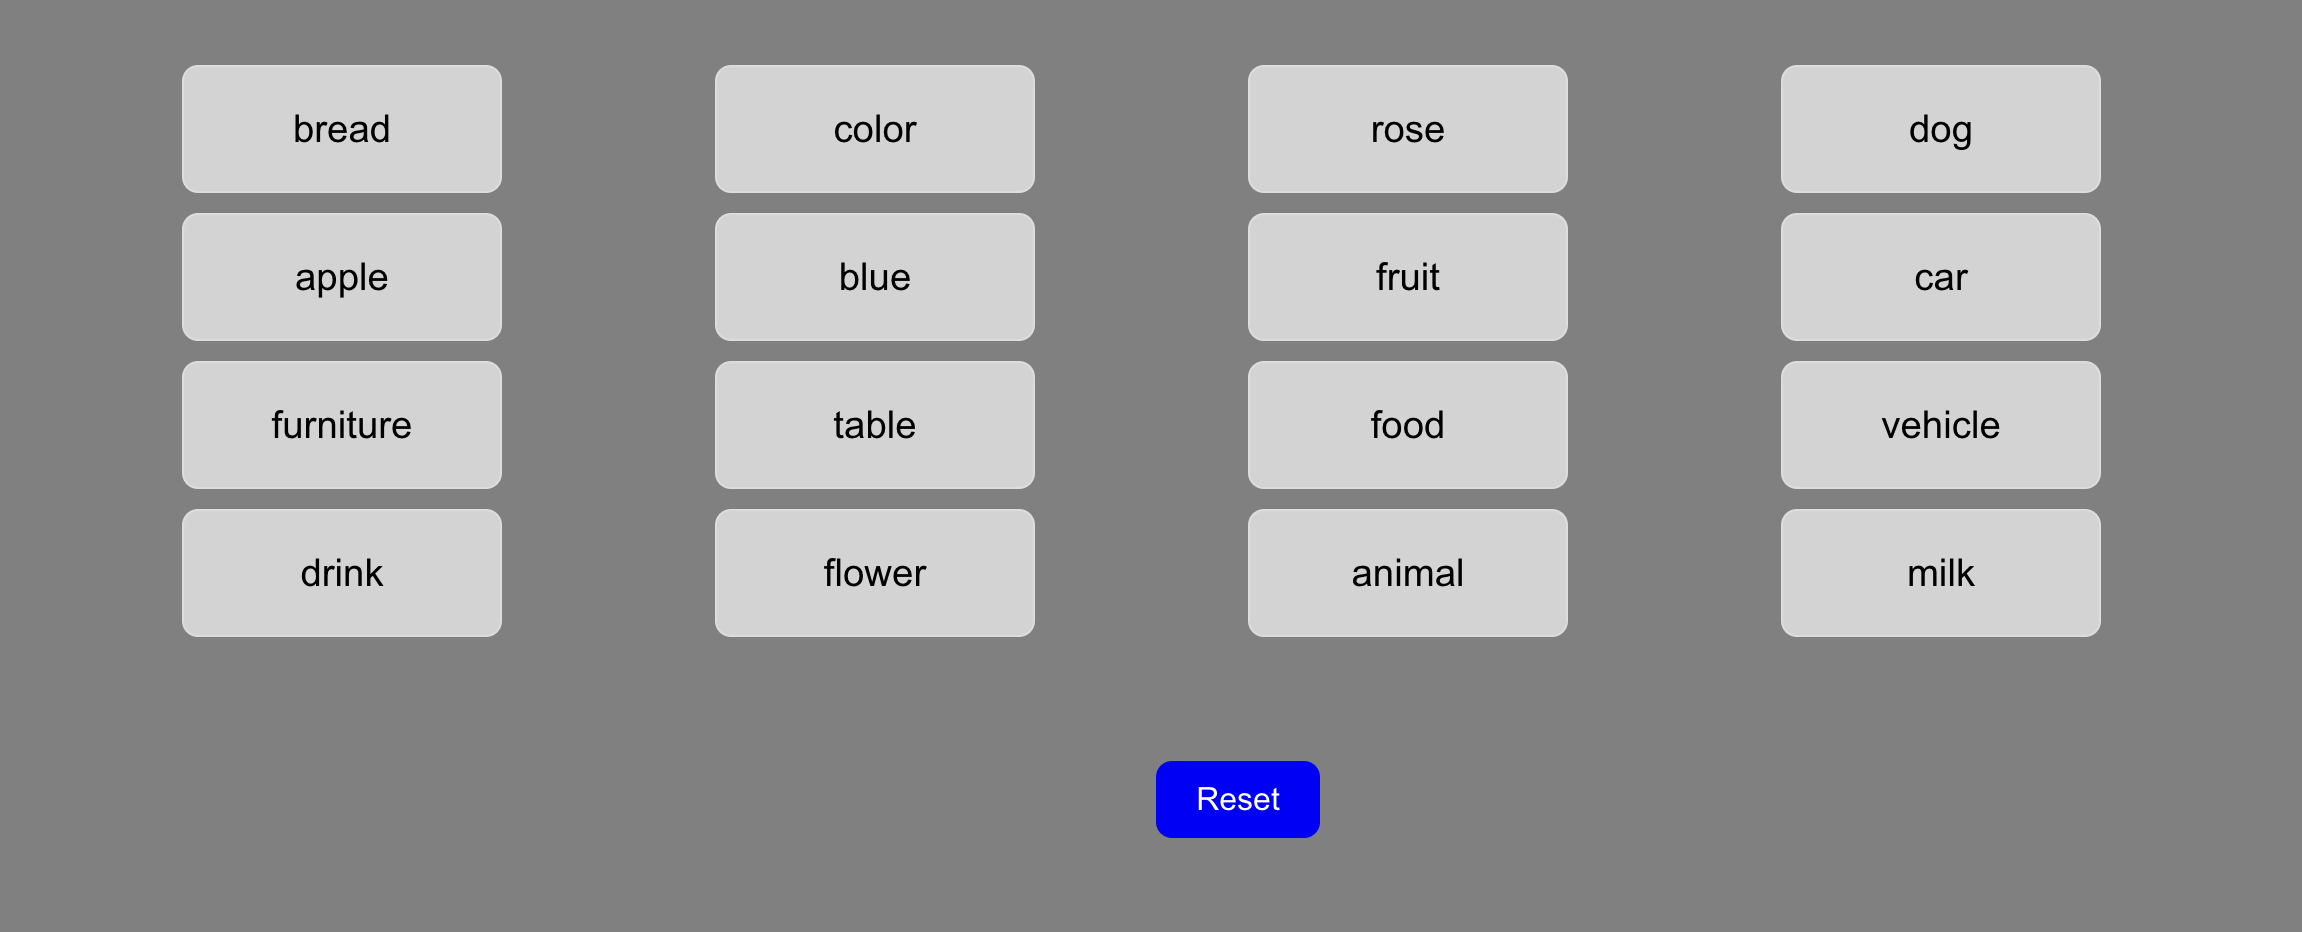 bread
color
rose
dog
apple
blue
fruit
car
furniture
table
food
vehicle
drink
flower
animal
milk
Reset